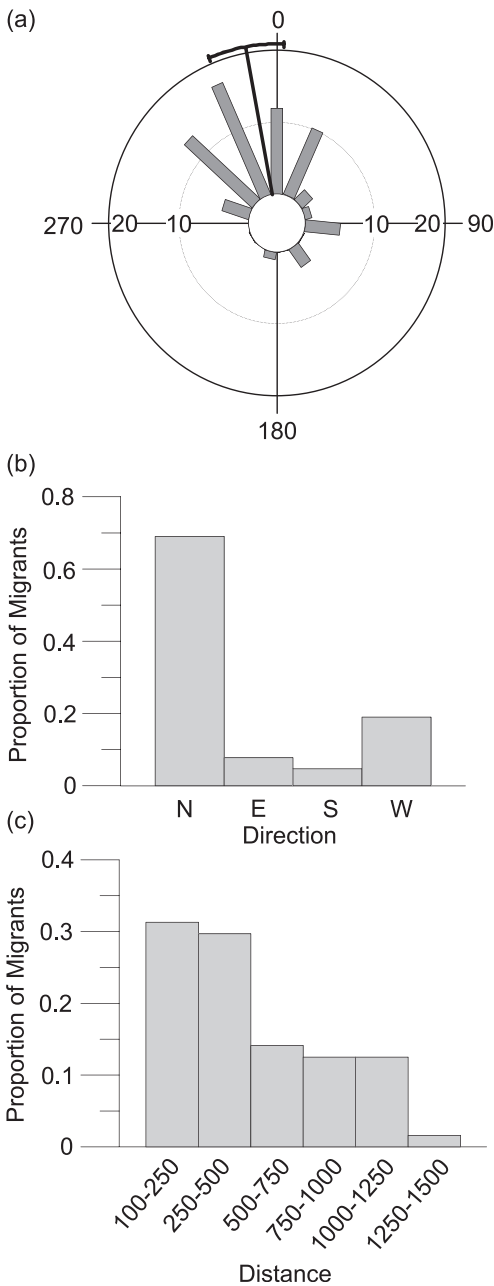 (a)
0
270 20 10 10 20 90
180
(b)
0.8
0.6
0.4
0.2
0
Proportion of Migrants
N E S W
Direction
(c)
0.4
0.3
0.2
0.1
0
Proportion of Migrants
100-250 250-500 500-750 750-1000 1000-1250 1250-1500
Distance